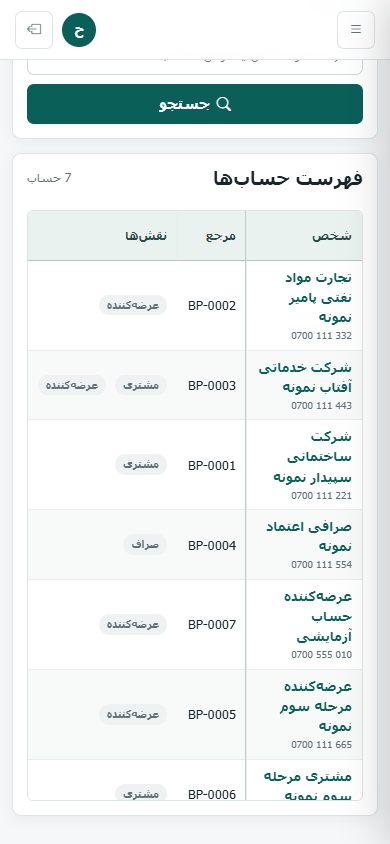 ح
جستجو
فهرست حساب‌ها
7 حساب
شخص
مرجع
نقش‌ها
تجارت مواد نفتی پامیر نمونه
0700 111 332
BP-0002
عرضه‌کننده
شرکت خدماتی آفتاب نمونه
0700 111 443
BP-0003
مشتری
عرضه‌کننده
شرکت ساختمانی سپیدار نمونه
0700 111 221
BP-0001
مشتری
صرافی اعتماد نمونه
0700 111 554
BP-0004
صراف
عرضه‌کننده حساب آزمایشی
0700 555 010
BP-0007
عرضه‌کننده
عرضه‌کننده مرحله سوم نمونه
0700 111 665
BP-0005
عرضه‌کننده
مشتری مرحله سوم نمونه
BP-0006
مشتری